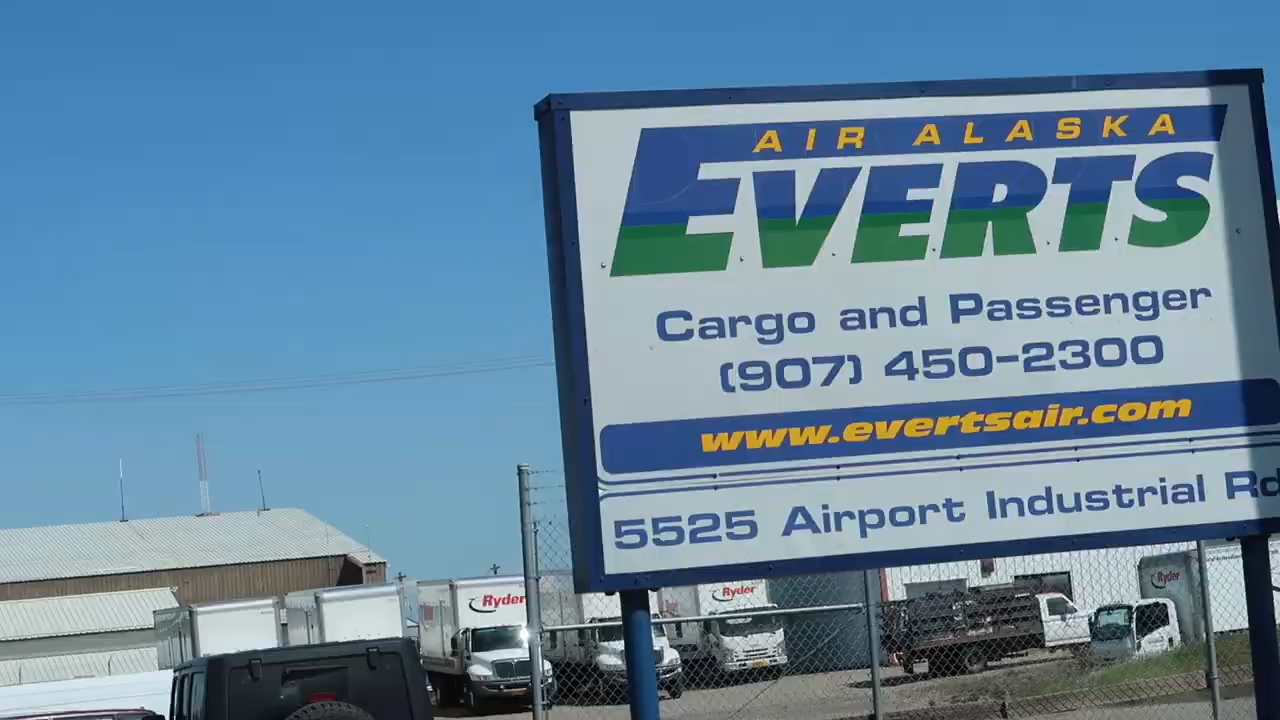 AIR ALASKA
EVERTS
Cargo and Passenger
(907) 450-2300
www.evertsair.com
5525 Airport Industrial Rd
Ryder
Ryder
Ryder